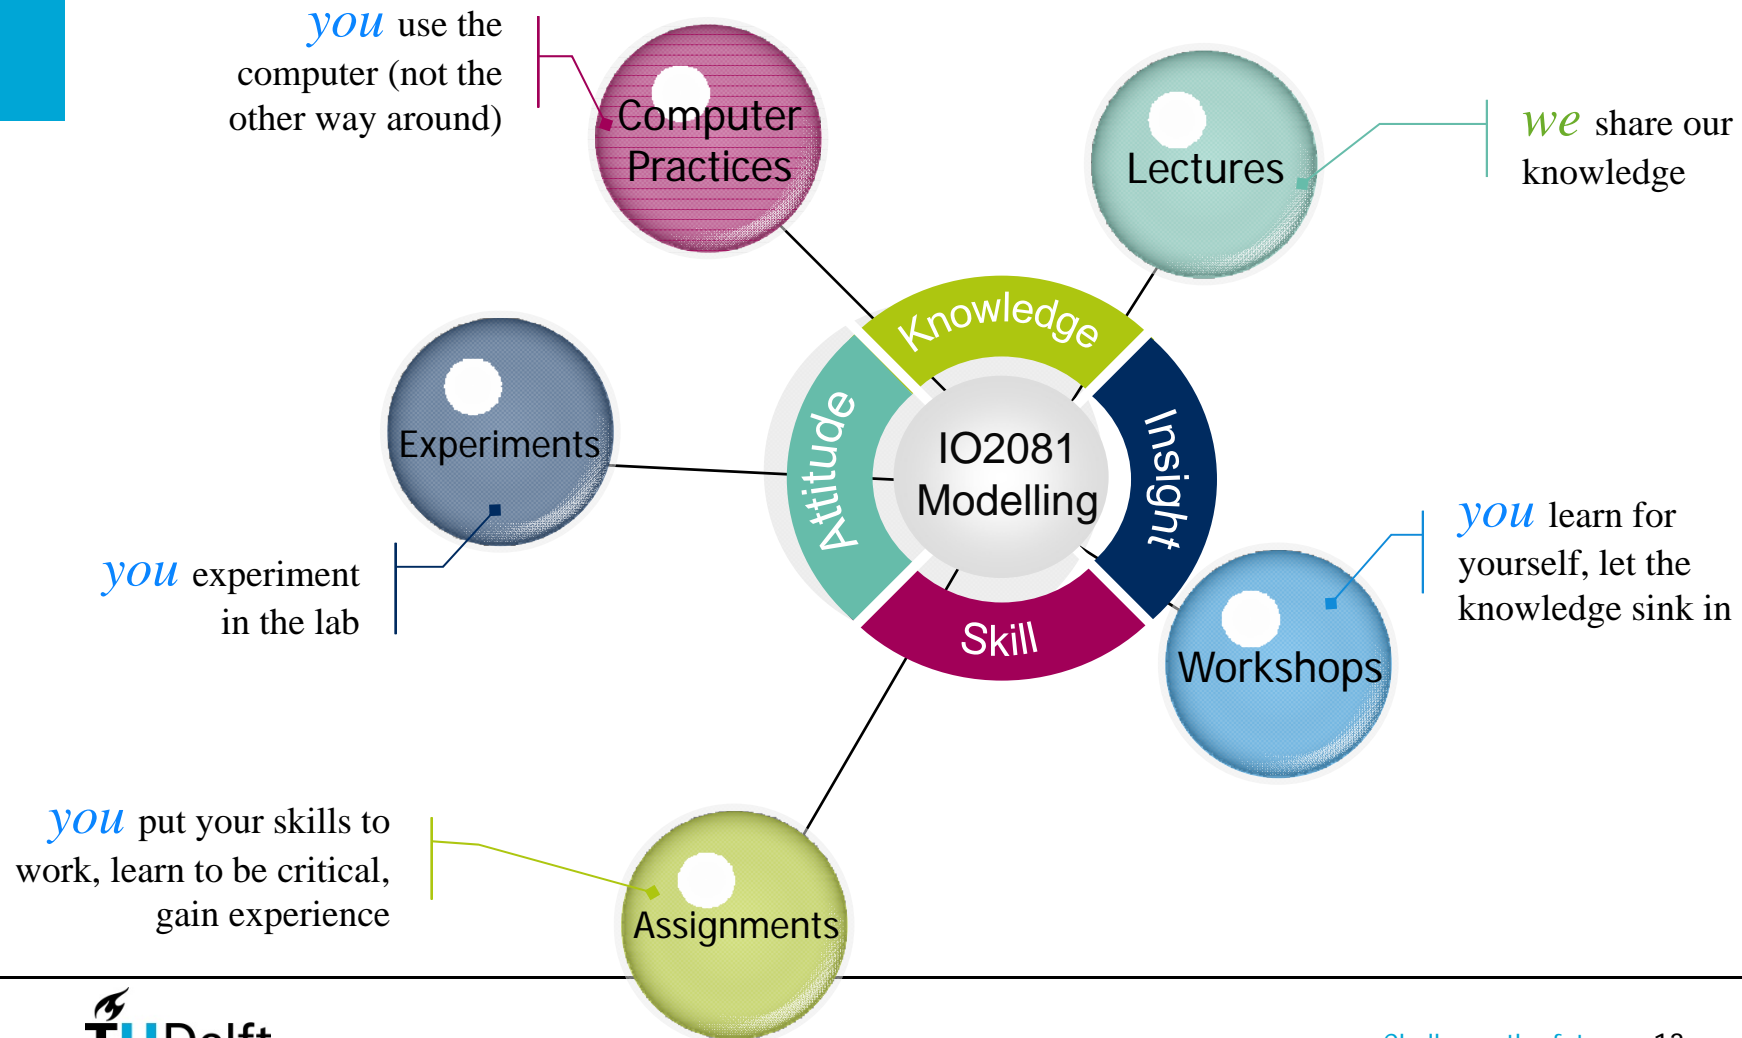 you use the
computer (not the
other way around)
Computer
Practices
Lectures
we share our
knowledge
Knowledge
Attitude
IO2081
Modelling
Insight
Skill
Experiments
you experiment
in the lab
you learn for
yourself, let the
knowledge sink in
Workshops
you put your skills to
work, learn to be critical,
gain experience
Assignments
TUDelft